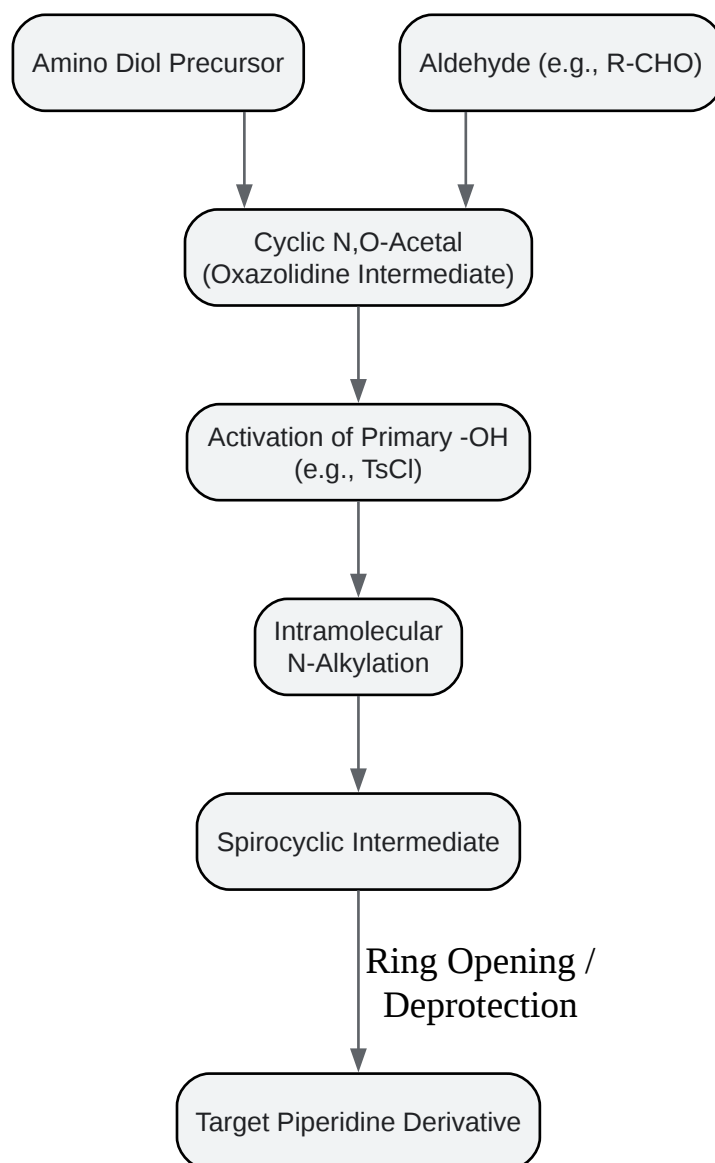 Amino Diol Precursor
Aldehyde (e.g., R-CHO)
Cyclic N,O-Acetal
(Oxazolidine Intermediate)
Activation of Primary -OH
(e.g., TsCl)
Intramolecular
N-Alkylation
Spirocyclic Intermediate
Ring Opening /
Deprotection
Target Piperidine Derivative